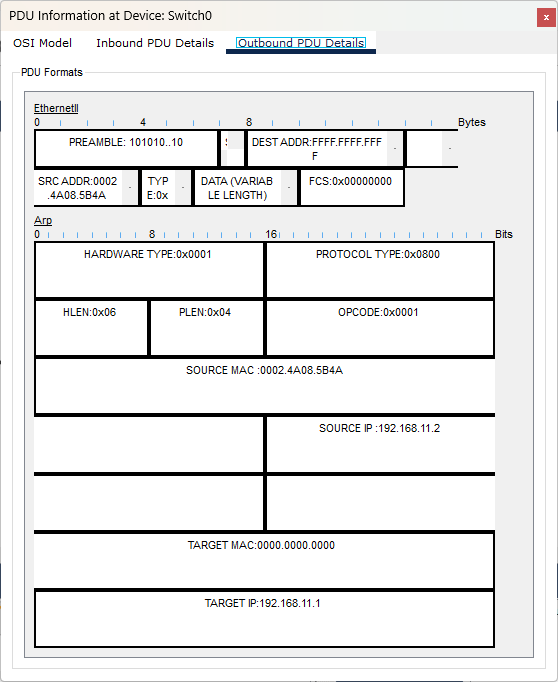 PDU Information at Device: Switch0
x
OSI Model Inbound PDU Details Outbound PDU Details
PDU Formats
EthernetII
0 4 8 Bytes
PREAMBLE: 101010..10 DEST ADDR:FFFF.FFFF.FFF
F
SRC ADDR:0002 TYP DATA (VARIAB FCS:0x00000000
.4A08.5B4A E:0x LE LENGTH)
Arp
0 8 16 Bits
HARDWARE TYPE:0x0001 PROTOCOL TYPE:0x0800
HLEN:0x06 PLEN:0x04 OPCODE:0x0001
SOURCE MAC :0002.4A08.5B4A
SOURCE IP :192.168.11.2
TARGET MAC:0000.0000.0000
TARGET IP:192.168.11.1